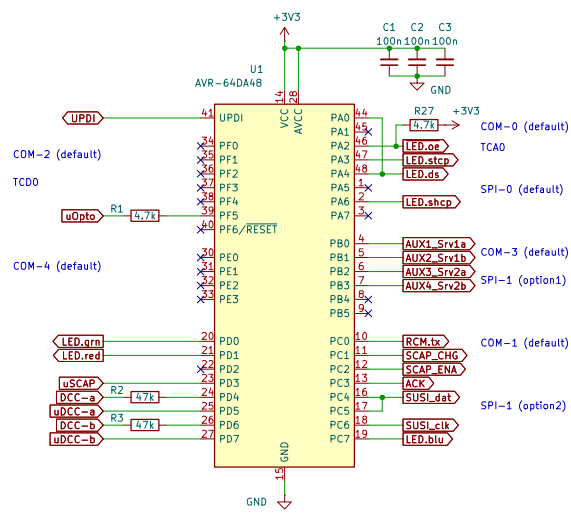 +3V3
C1 C2 C3
100n 100n 100n
GND
U1
AVR-64DA48
14 28
VCC AVCC
UPDI 41 UPDI
34 PF0
COM-2 (default)
35 PF1
36 PF2
TCD0
37 PF3
38 PF4
uOpto R1 4.7k 39 PF5
40 PF6/RESET
30 PE0
COM-4 (default)
31 PE1
32 PE2
33 PE3
LED.grn 20 PD0
LED.red 21 PD1
22 PD2
uSCAP 23 PD3
DCC-a R2 47k 24 PD4
uDCC-a 25 PD5
DCC-b R3 47k 26 PD6
uDCC-b 27 PD7
PA0 44
R27 4.7k +3V3
PA1 45
COM-0 (default)
PA2 46 LED.oe
TCA0
PA3 47 LED.stcp
PA4 48 LED.ds
PA5 1
SPI-0 (default)
PA6 2 LED.shcp
PA7 3
PB0 4 AUX1_Srv1a
COM-3 (default)
PB1 5 AUX2_Srv1b
PB2 6 AUX3_Srv2a
SPI-1 (option1)
PB3 7 AUX4_Srv2b
PB4 8
PB5 9
PC0 10 RCM.tx
COM-1 (default)
PC1 11 SCAP_CHG
PC2 12 SCAP_ENA
PC3 13 ACK
PC4 16 SUSI_dat
SPI-1 (option2)
PC5 17
PC6 18 SUSI_clk
PC7 19 LED.blu
GND
15
GND